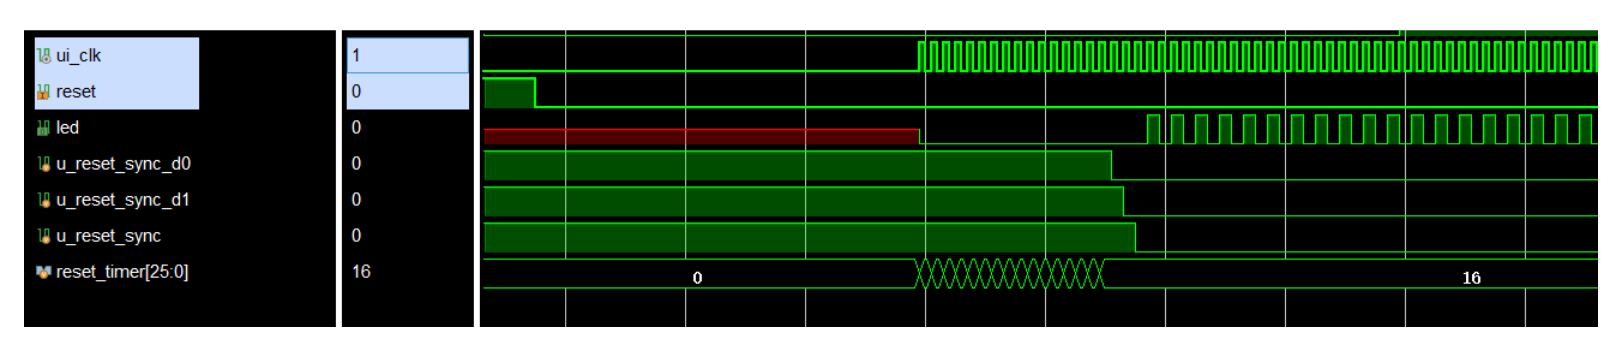 ui_clk 1
reset 0
led 0
u_reset_sync_d0 0
u_reset_sync_d1 0
u_reset_sync 0
reset_timer[25:0] 16 0 16